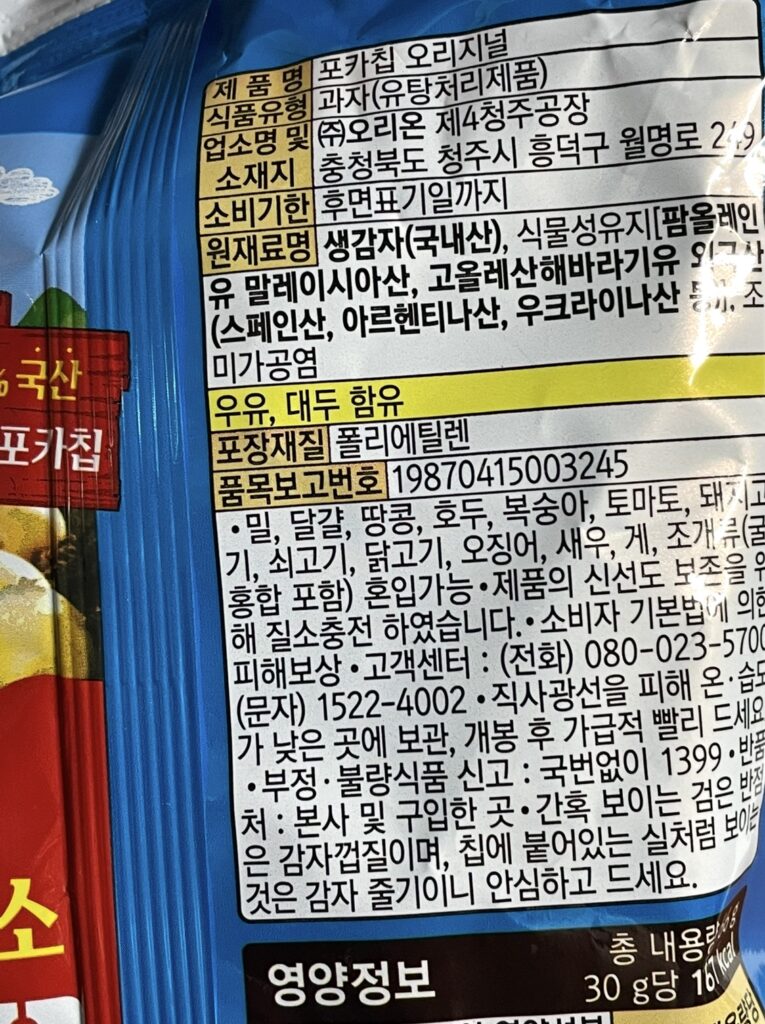 제 품 명 포카칩 오리지널
식품유형 과자(유탕처리제품)
업소명 및 소재지 ㈜오리온 제4청주공장
충청북도 청주시 흥덕구 월명로 249
소비기한 후면표기일까지
원재료명 생감자(국내산), 식물성유지[팜올레인
유 말레이시아산, 고올레산해바라기유 외국산
(스페인산, 아르헨티나산, 우크라이나산 등)], 조
미가공염
우유, 대두 함유
포장재질 폴리에틸렌
품목보고번호 19870415003245
•밀, 달걀, 땅콩, 호두, 복숭아, 토마토, 돼지고
기, 쇠고기, 닭고기, 오징어, 새우, 게, 조개류(굴
홍합 포함) 혼입가능•제품의 신선도 보존을 위
해 질소충전 하였습니다.•소비자 기본법에 의한
피해보상•고객센터 : (전화) 080-023-5700
(문자) 1522-4002•직사광선을 피해 온·습도
가 낮은 곳에 보관, 개봉 후 가급적 빨리 드세요
•부정·불량식품 신고 : 국번없이 1399•반품
처 : 본사 및 구입한 곳•간혹 보이는 검은 반점
은 감자껍질이며, 칩에 붙어있는 실처럼 보이는
것은 감자 줄기이니 안심하고 드세요.
영양정보
총 내용량
30 g당
국산
포카칩
소